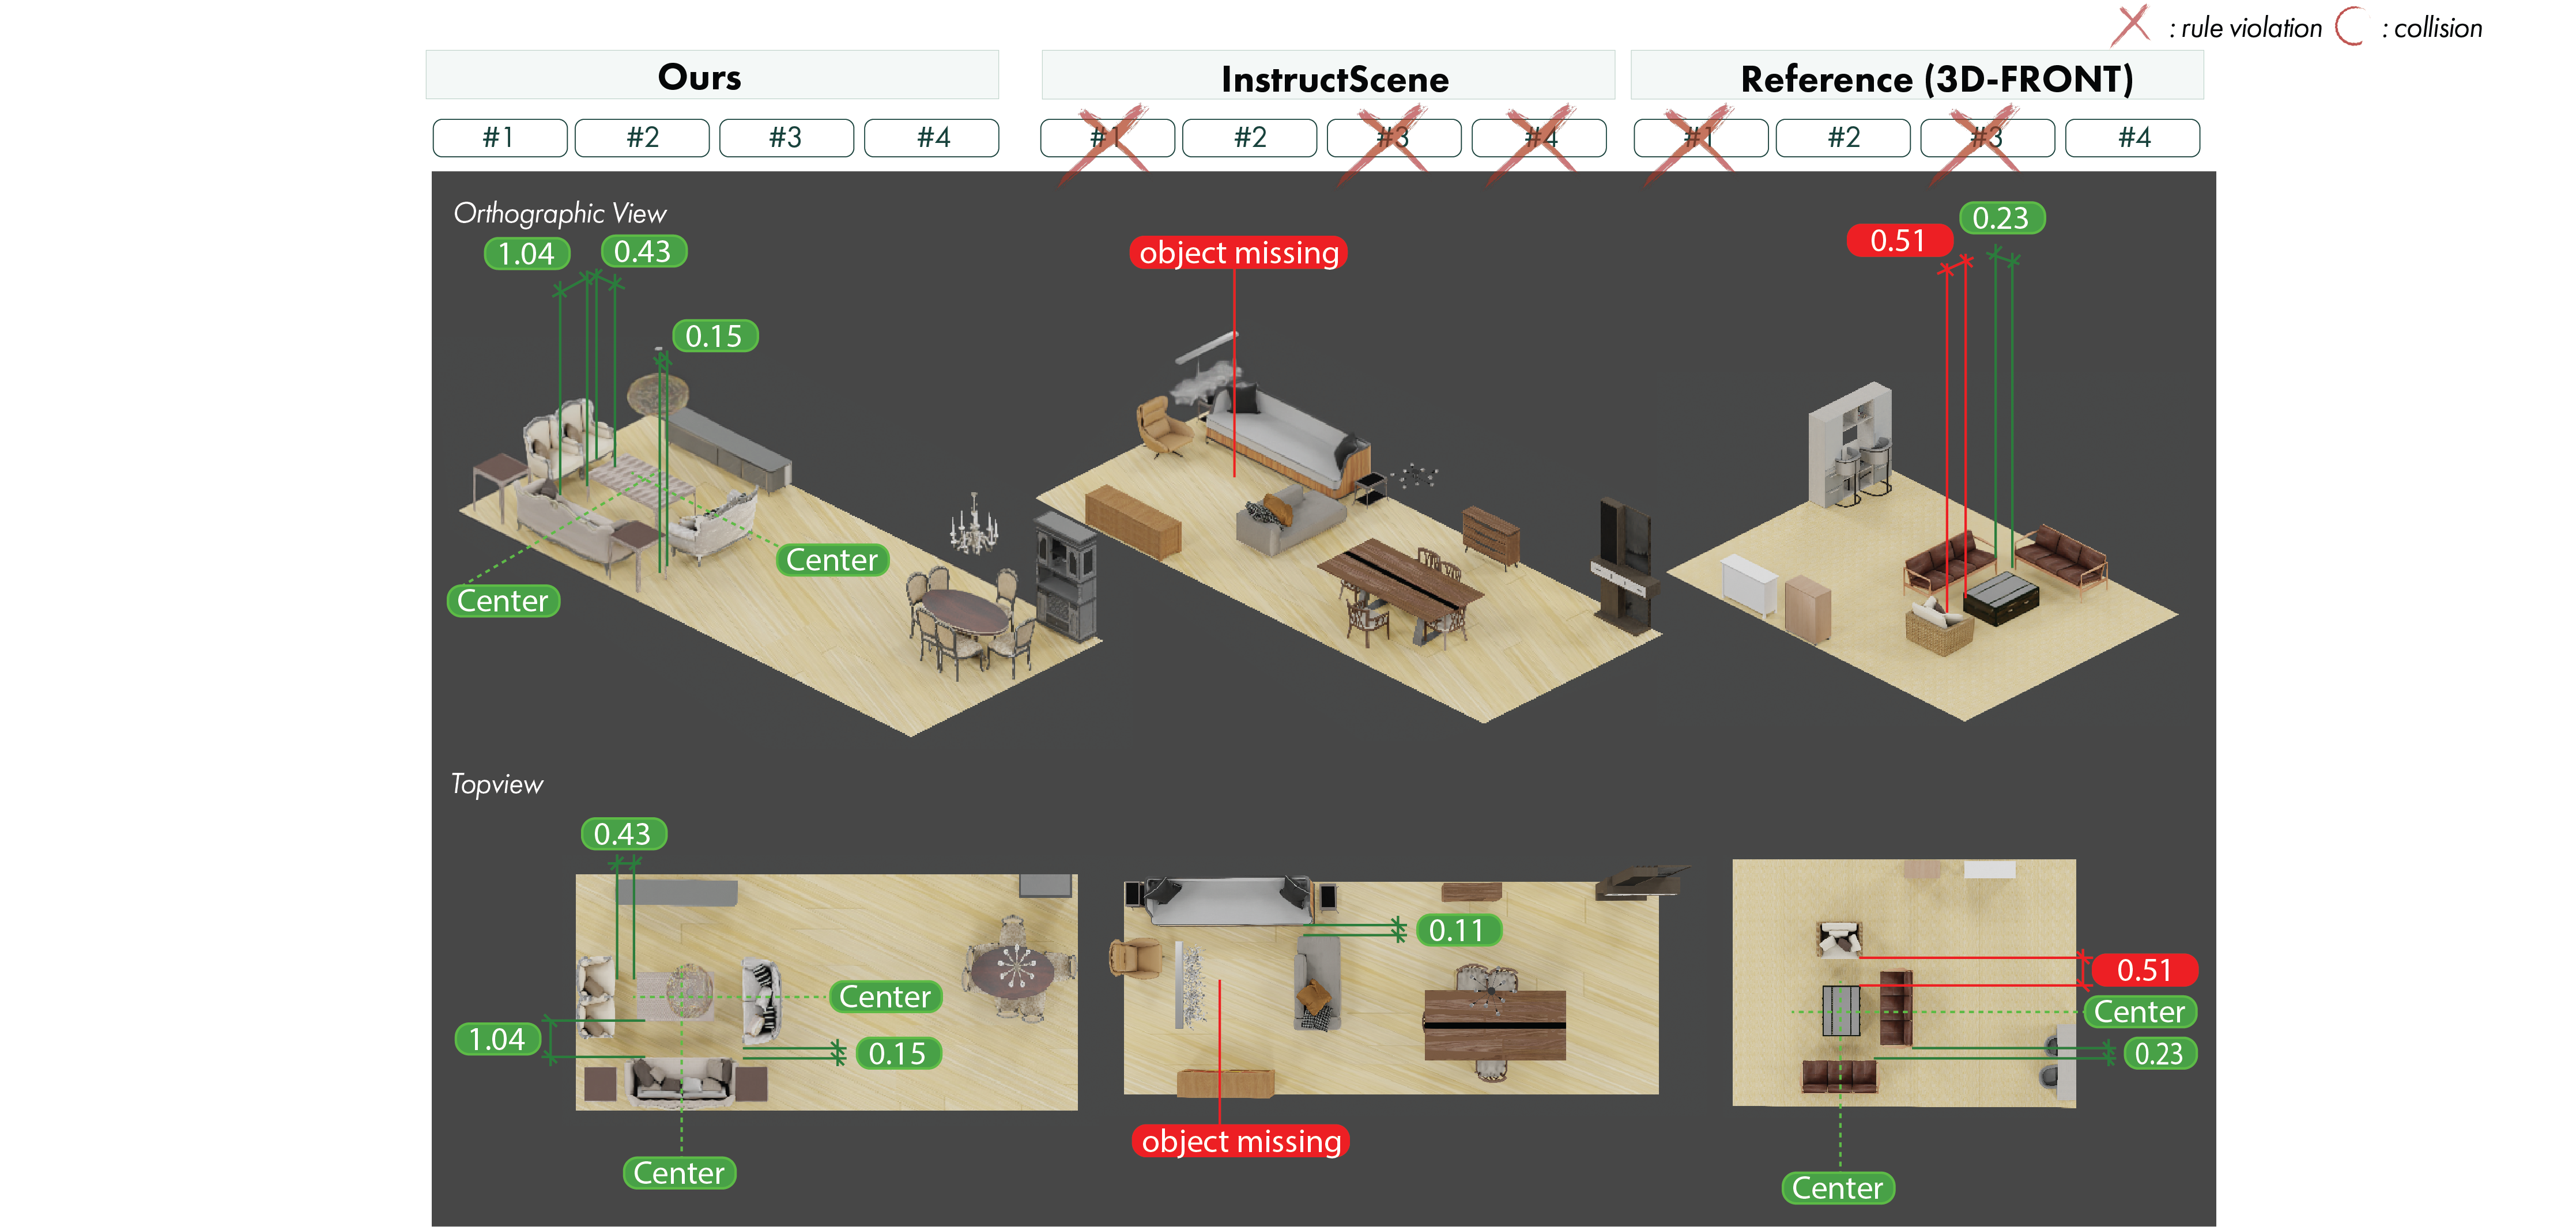 : rule violation : collision
Ours
InstructScene
Reference (3D-FRONT)
#1 #2 #3 #4
#1 #2 #3 #4
#1 #2 #3 #4
Orthographic View
1.04
0.43
0.15
Center
Center
object missing
0.51
0.23
Topview
0.43
1.04
Center
0.15
Center
0.11
object missing
0.51
Center
0.23
Center